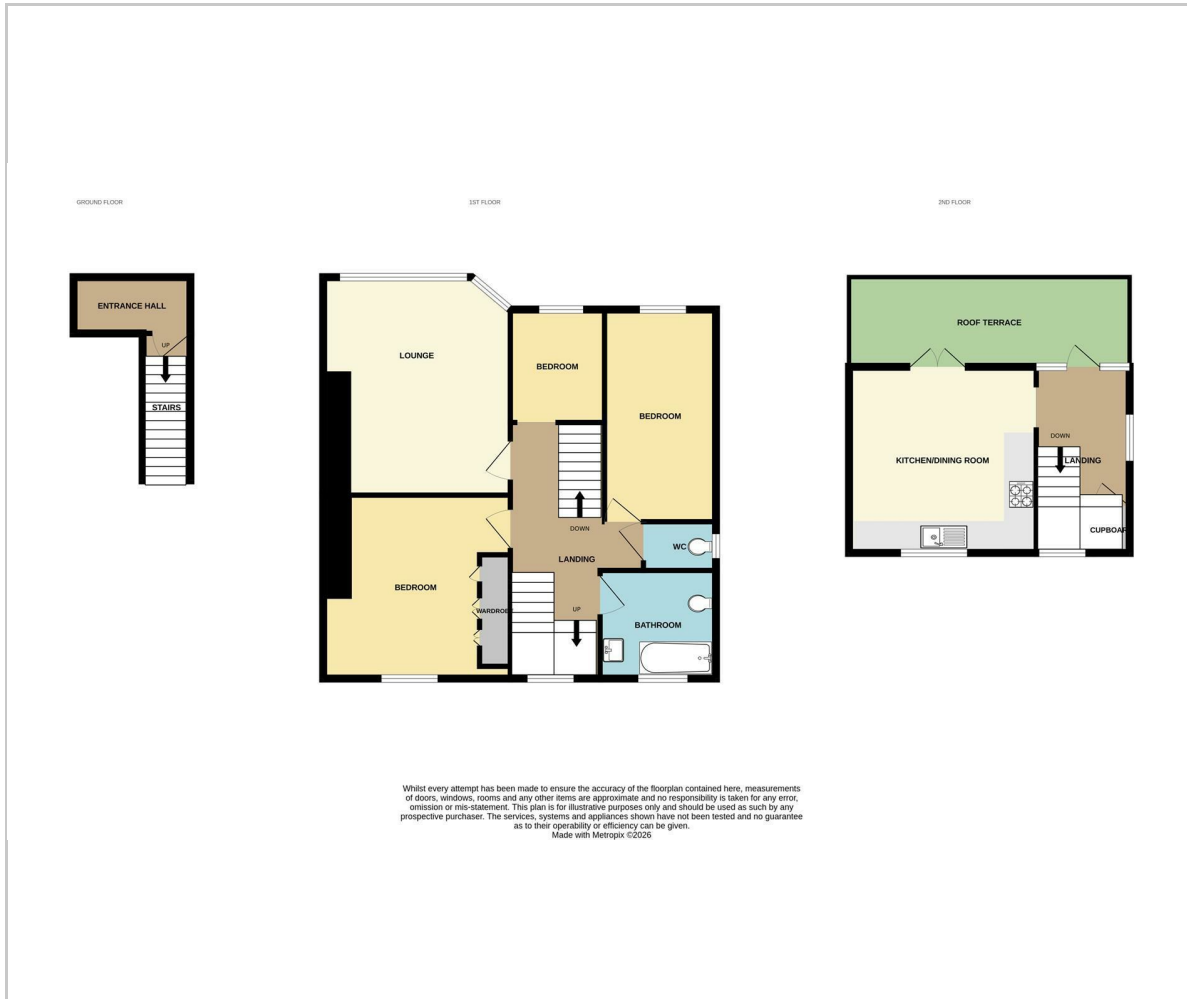 GROUND FLOOR
ENTRANCE HALL
UP
STAIRS
1ST FLOOR
LOUNGE
BEDROOM
BEDROOM
DOWN
WC
LANDING
BEDROOM
WARDROBE
UP
BATHROOM
2ND FLOOR
ROOF TERRACE
DOWN
KITCHEN/DINING ROOM
LANDING
CUPBOAR
Whilst every attempt has been made to ensure the accuracy of the floorplan contained here, measurements
of doors, windows, rooms and any other items are approximate and no responsibility is taken for any error,
omission or mis-statement. This plan is for illustrative purposes only and should be used as such by any
prospective purchaser. The services, systems and appliances shown have not been tested and no guarantee
as to their operability or efficiency can be given.
Made with Metropix ©2026